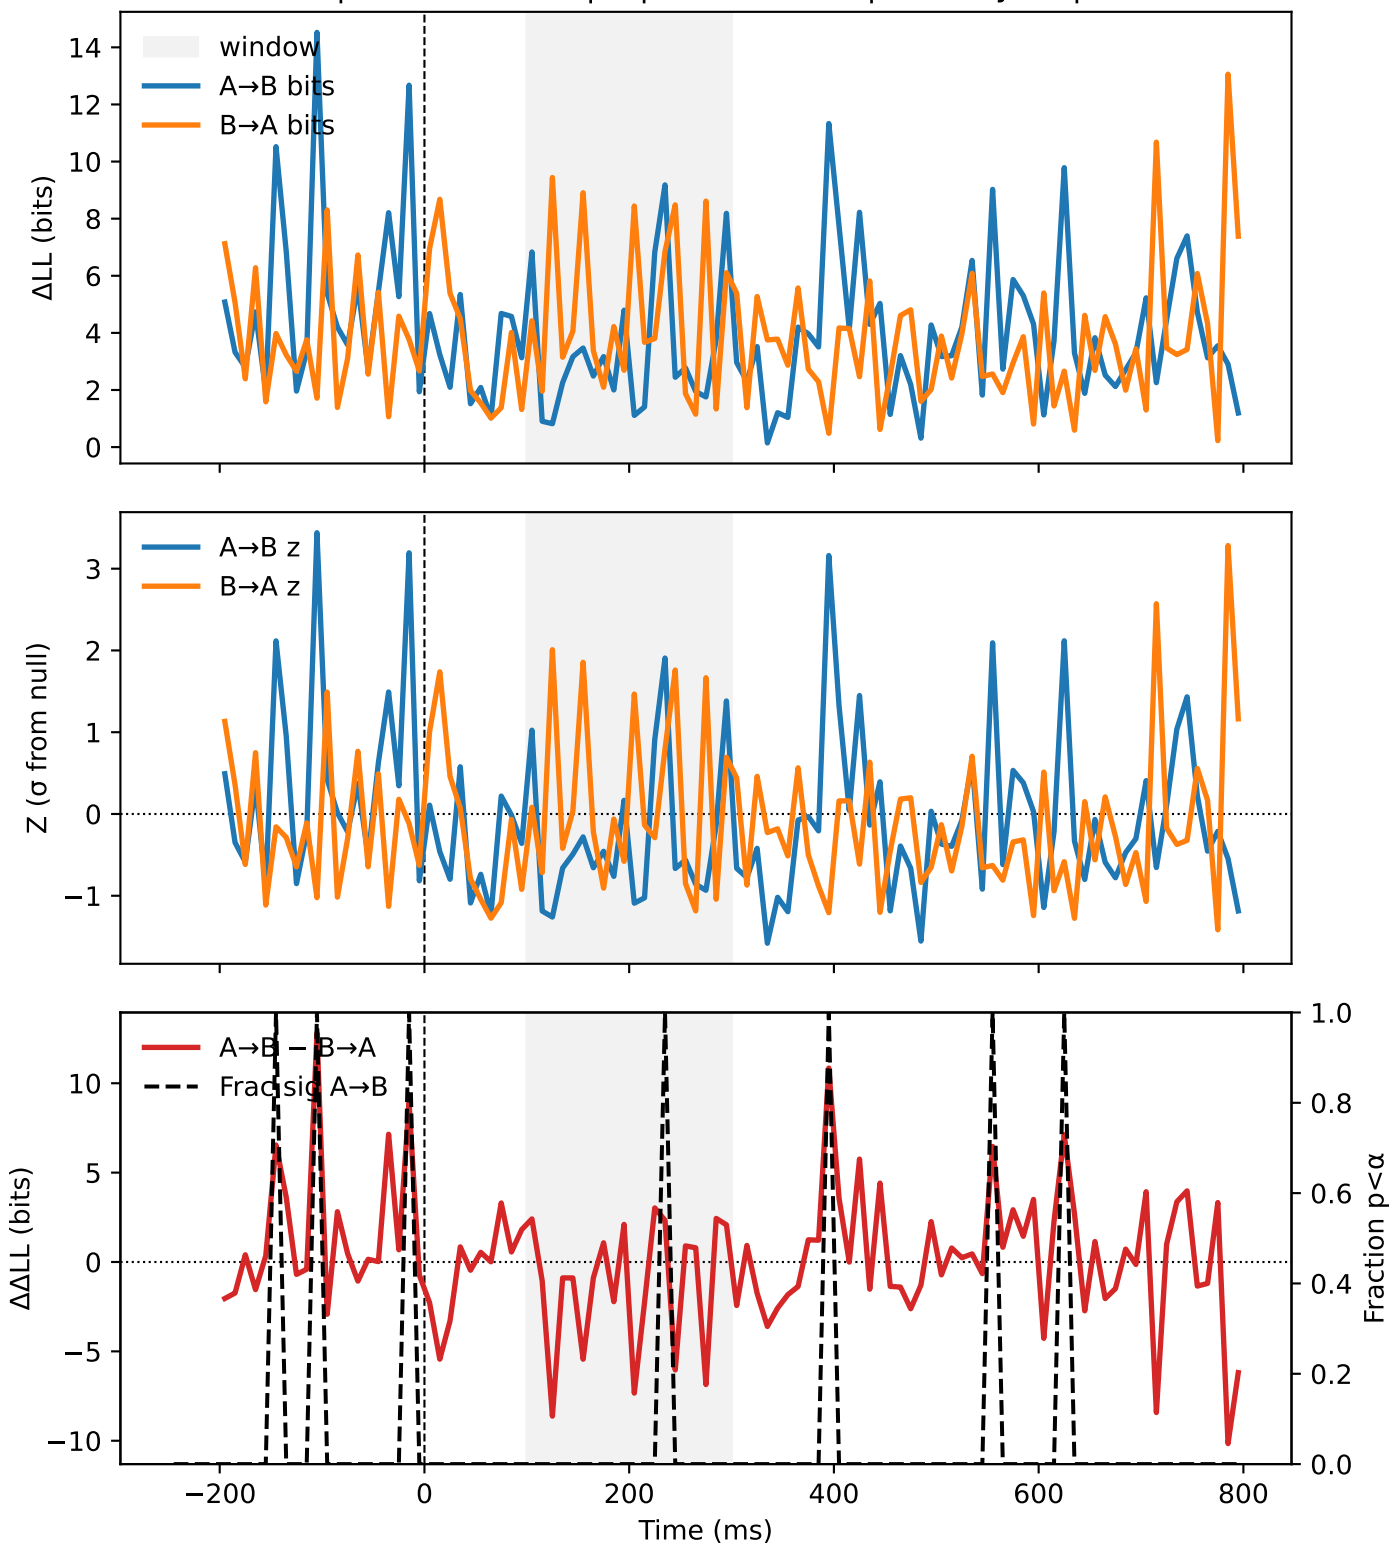 window
A→B bits
B→A bits
ΔLL (bits)
14
12
10
8
6
4
2
0
A→B z
B→A z
Z (σ from null)
3
2
1
0
−1
A→B − B→A
Frac sig A→B
ΔΔLL (bits)
10
5
0
−5
−10
1.0
0.8
0.6
0.4
0.2
0.0
Fraction p<α
−200 0 200 400 600 800
Time (ms)